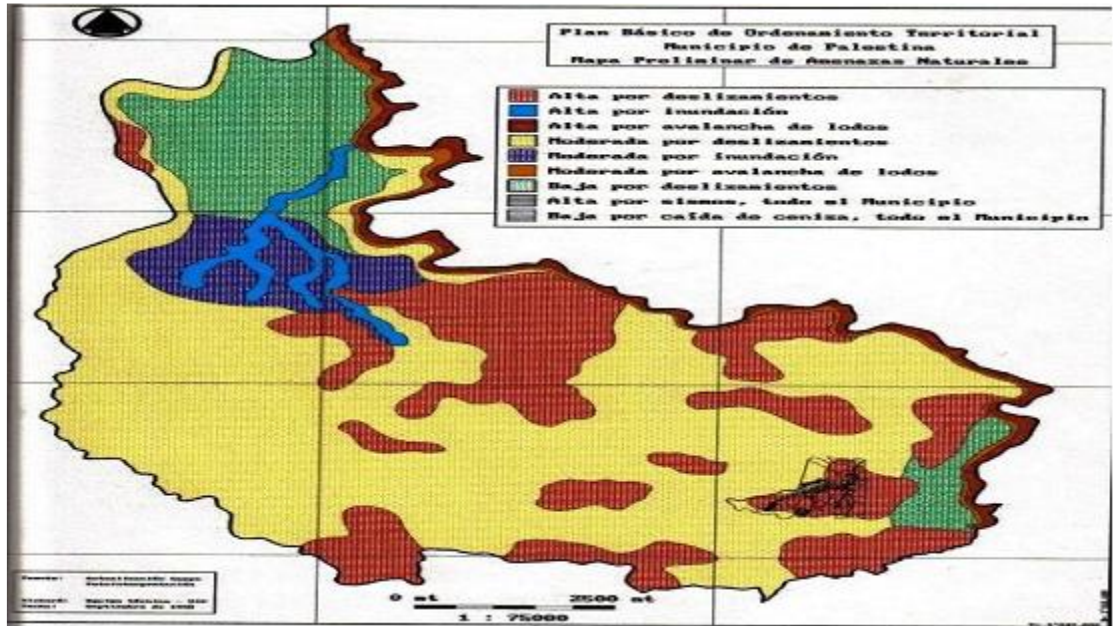 Plan Básico de Ordenamiento Territorial
Municipio de Palestina
Mapa Preliminar de Amenazas Naturales
Alta por deslizamientos
Alta por inundación
Alta por avalancha de lodos
Moderada por deslizamientos
Moderada por inundación
Moderada por avalancha de lodos
Baja por deslizamientos
Alta por sismos, todo el Municipio
Baja por caída de ceniza, todo el Municipio
Fuente:
0 mt 2500 mt
1 : 75000